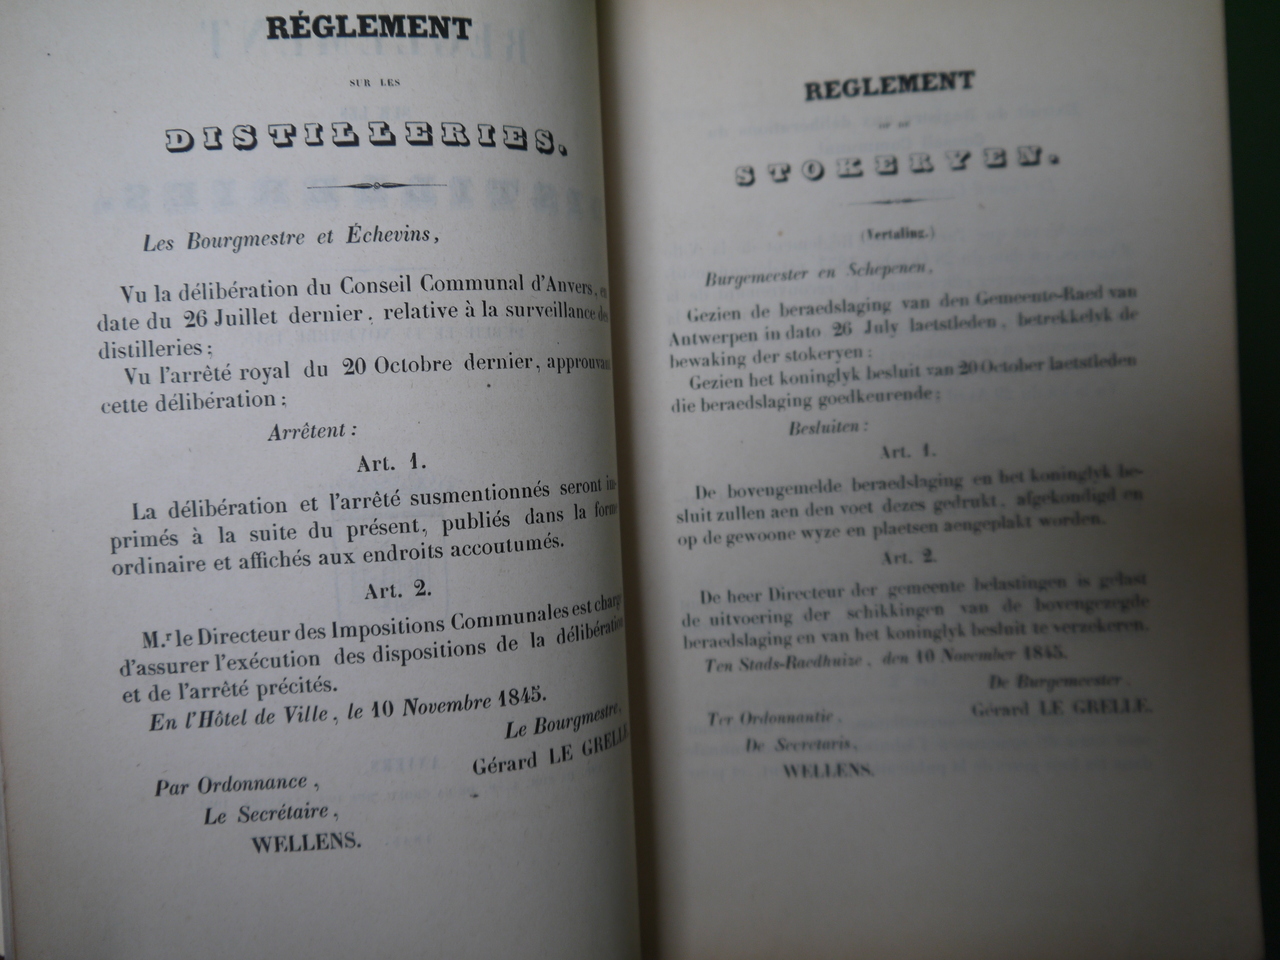 RÉGLEMENT
SUR LES
DISTILLERIES.
Les Bourgmestre et Échevins,
Vu la délibération du Conseil Communal d'Anvers, en
date du 26 Juillet dernier, relative à la surveillance des
distilleries;
Vu l'arrêté royal du 20 Octobre dernier, approuvant
cette délibération;
Arrêtent:
Art. 1.
La délibération et l'arrêté susmentionnés seront im-
primés à la suite du présent, publiés dans la forme
ordinaire et affichés aux endroits accoutumés.
Art. 2.
M.r le Directeur des Impositions Communales est chargé
d'assurer l'exécution des dispositions de la délibération
et de l'arrêté précités.
En l'Hôtel de Ville, le 10 Novembre 1845.
Le Bourgmestre,
Gérard LE GRELLE.
Par Ordonnance,
Le Secrétaire,
WELLENS.
REGLEMENT
STOKERYEN.
(Vertaling.)
Burgemeester en Schepenen,
Gezien de beraedslaging van den Gemeente-Raed van
Antwerpen in dato 26 July laetstleden, betrekkelyk de
bewaking der stokeryen:
Gezien het koninglyk besluit van 20 October laetstleden
die beraedslaging goedkeurende;
Besluiten:
Art. 1.
De bovengemelde beraedslaging en het koninglyk be-
sluit zullen aen den voet dezes gedrukt, afgekondigd en
op de gewoone wyze en plaetsen aengeplakt worden.
Art. 2.
De heer Directeur der gemeente belastingen is gelast
de uitvoering der schikkingen van de bovengezegde
beraedslaging en van het koninglyk besluit te verzekeren.
Ten Stads-Raedhuize, den 10 November 1845.
De Burgemeester,
Gérard LE GRELLE.
Ter Ordonnantie,
De Secretaris,
WELLENS.